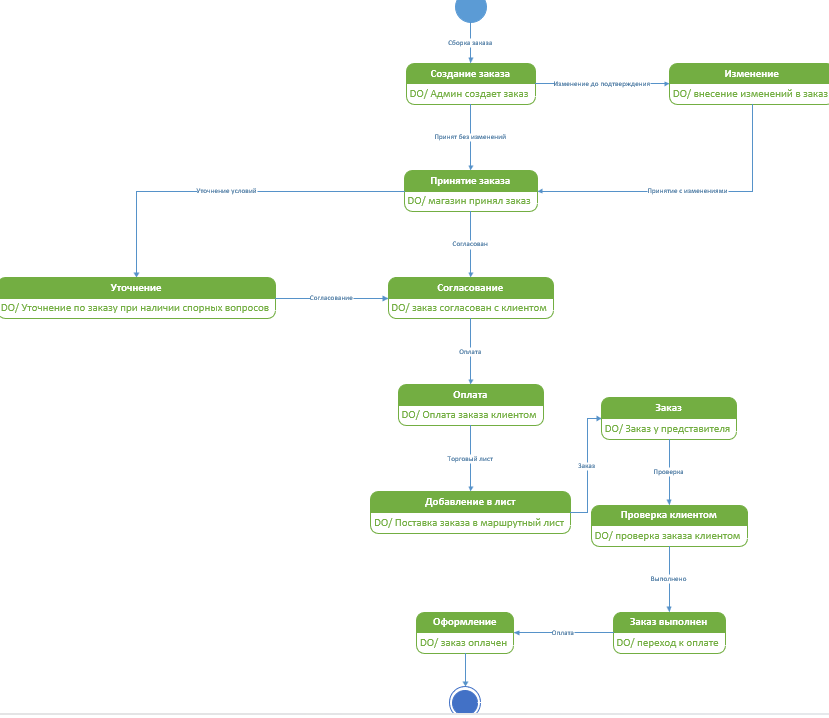 Сборка заказа
Создание заказа
DO/ Админ создает заказ
Изменение до подтверждения
Изменение
DO/ внесение изменений в заказ
Принят без изменений
Принятие заказа
DO/ магазин принял заказ
Уточнение условий
Принятие с изменениями
Согласован
Уточнение
DO/ Уточнение по заказу при наличии спорных вопросов
Согласование
Согласование
DO/ заказ согласован с клиентом
Оплата
Оплата
DO/ Оплата заказа клиентом
Заказ
DO/ Заказ у представителя
Торговый лист
Заказ
Проверка
Добавление в лист
DO/ Поставка заказа в маршрутный лист
Проверка клиентом
DO/ проверка заказа клиентом
Выполнено
Оформление
DO/ заказ оплачен
Оплата
Заказ выполнен
DO/ переход к оплате